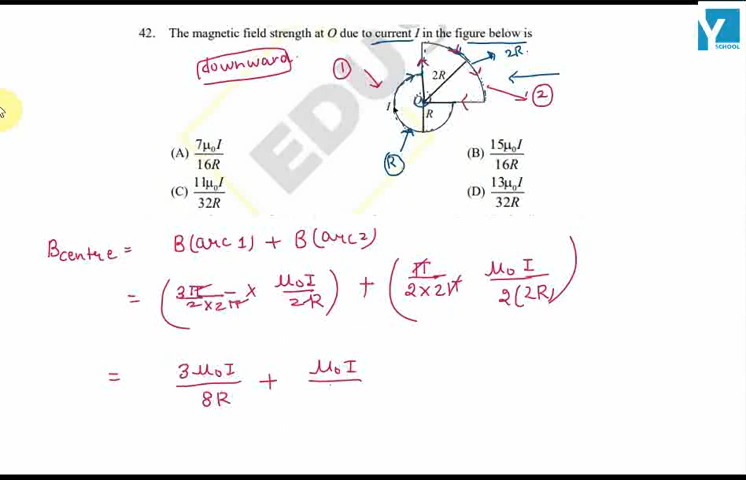 42. The magnetic field strength at O due to current I in the figure below is
downward
1
2R
2R.
2
O
I
R
R
(A) 7μ₀I/16R
(B) 15μ₀I/16R
(C) 11μ₀I/32R
(D) 13μ₀I/32R
Bcentre = B(arc 1) + B(arc 2)
= (3π/2×2π × μ₀I/2R) + (π/2×2π × μ₀I/2(2R))
= 3μ₀I/8R + μ₀I
Y
SCHOOL
EDU